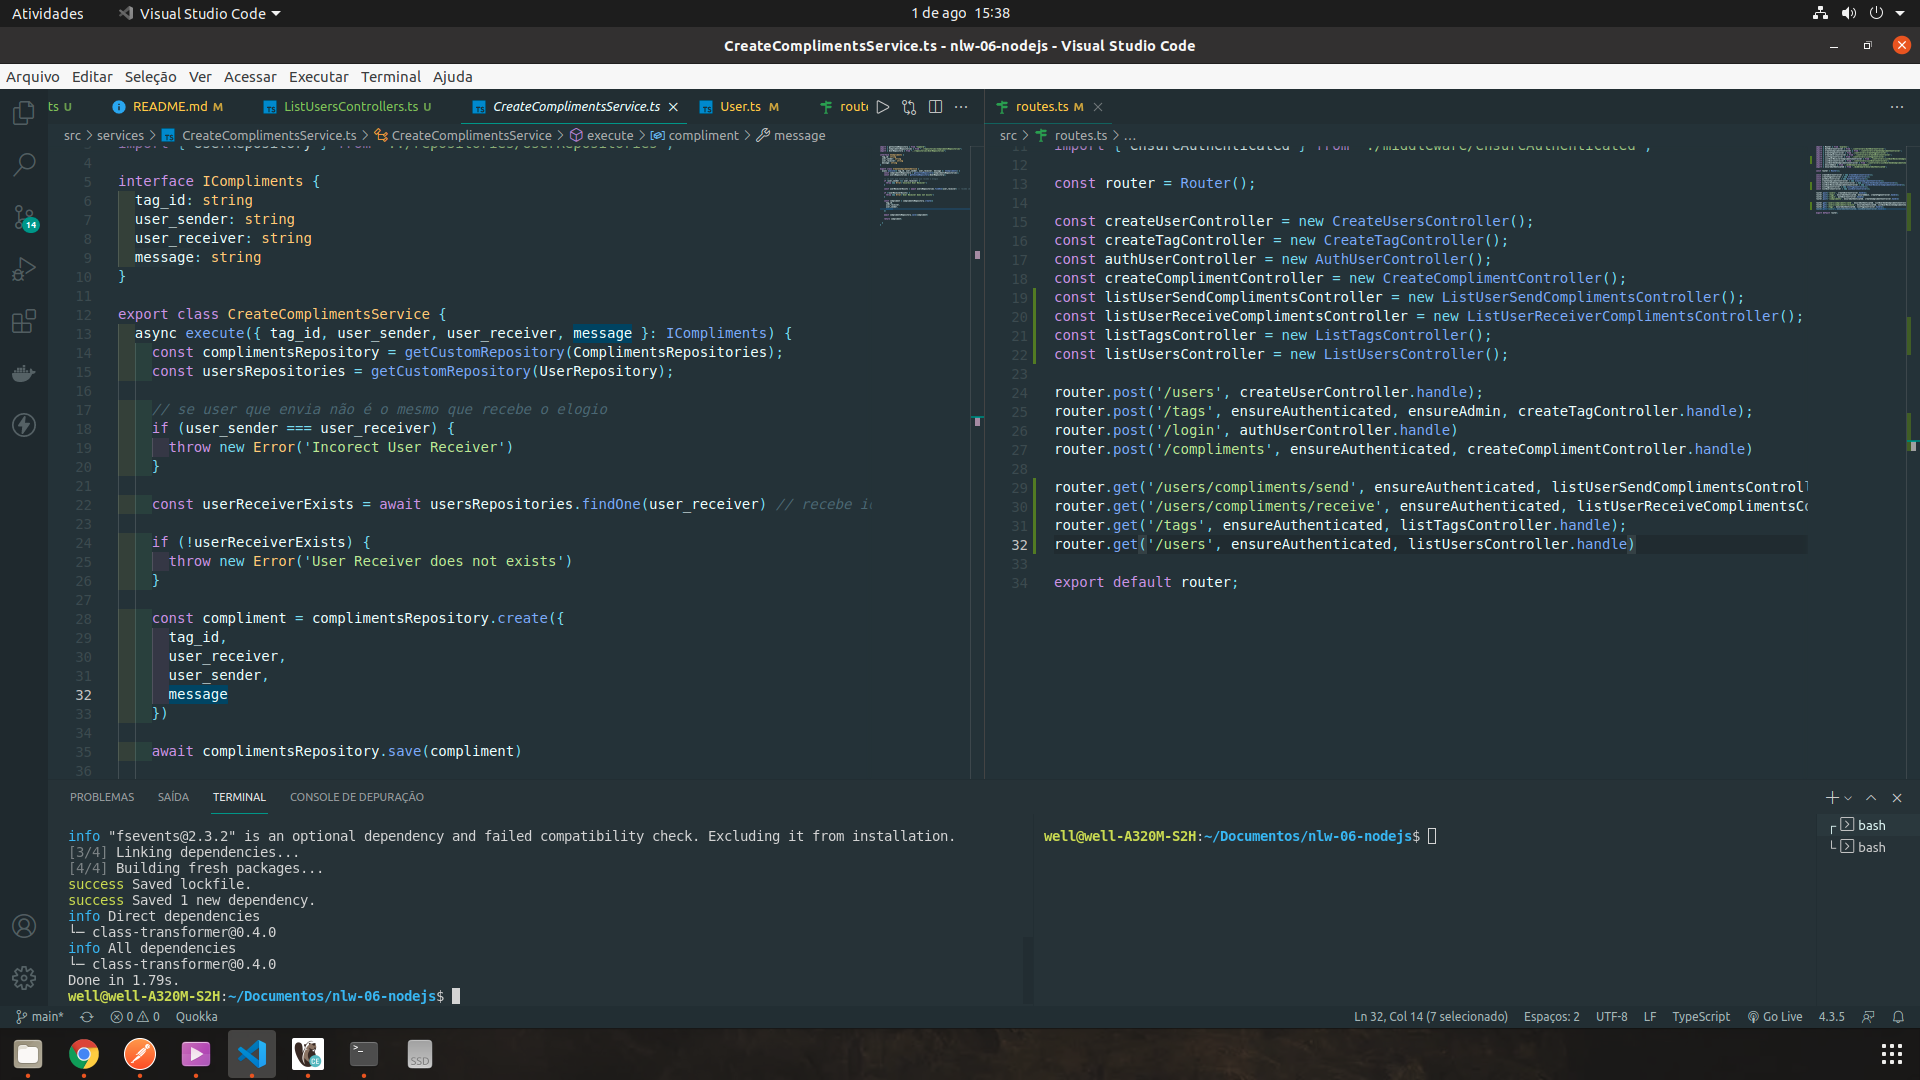 Atividades
Visual Studio Code
1 de ago 15:38
CreateComplimentsService.ts - nlw-06-nodejs - Visual Studio Code
Arquivo Editar Seleção Ver Acessar Executar Terminal Ajuda
ts U
README.md M
ListUsersControllers.ts U
CreateComplimentsService.ts
User.ts M
route
src > services > CreateComplimentsService.ts > CreateComplimentsService > execute > compliment > message
4
5 interface ICompliments {
6 tag_id: string
7 user_sender: string
8 user_receiver: string
9 message: string
10 }
11
12 export class CreateComplimentsService {
13 async execute({ tag_id, user_sender, user_receiver, message }: ICompliments) {
14 const complimentsRepository = getCustomRepository(ComplimentsRepositories);
15 const usersRepositories = getCustomRepository(UserRepository);
16
17 // se user que envia não é o mesmo que recebe o elogio
18 if (user_sender === user_receiver) {
19 throw new Error('Incorect User Receiver')
20 }
21
22 const userReceiverExists = await usersRepositories.findOne(user_receiver) // recebe i
23
24 if (!userReceiverExists) {
25 throw new Error('User Receiver does not exists')
26 }
27
28 const compliment = complimentsRepository.create({
29 tag_id,
30 user_receiver,
31 user_sender,
32 message
33 })
34
35 await complimentsRepository.save(compliment)
36
routes.ts M
src > routes.ts > ...
11 import { ensureAuthenticated } from './middleware/ensureAuthenticated';
12
13 const router = Router();
14
15 const createUserController = new CreateUsersController();
16 const createTagController = new CreateTagController();
17 const authUserController = new AuthUserController();
18 const createComplimentController = new CreateComplimentController();
19 const listUserSendComplimentsController = new ListUserSendComplimentsController();
20 const listUserReceiveComplimentsController = new ListUserReceiverComplimentsController();
21 const listTagsController = new ListTagsController();
22 const listUsersController = new ListUsersController();
23
24 router.post('/users', createUserController.handle);
25 router.post('/tags', ensureAuthenticated, ensureAdmin, createTagController.handle);
26 router.post('/login', authUserController.handle)
27 router.post('/compliments', ensureAuthenticated, createComplimentController.handle)
28
29 router.get('/users/compliments/send', ensureAuthenticated, listUserSendComplimentsControll
30 router.get('/users/compliments/receive', ensureAuthenticated, listUserReceiveComplimentsCo
31 router.get('/tags', ensureAuthenticated, listTagsController.handle);
32 router.get('/users', ensureAuthenticated, listUsersController.handle)
33
34 export default router;
14
PROBLEMAS SAÍDA TERMINAL CONSOLE DE DEPURAÇÃO
info "fsevents@2.3.2" is an optional dependency and failed compatibility check. Excluding it from installation.
[3/4] Linking dependencies...
[4/4] Building fresh packages...
success Saved lockfile.
success Saved 1 new dependency.
info Direct dependencies
└─ class-transformer@0.4.0
info All dependencies
└─ class-transformer@0.4.0
Done in 1.79s.
well@well-A320M-S2H:~/Documentos/nlw-06-nodejs$
well@well-A320M-S2H:~/Documentos/nlw-06-nodejs$
bash
bash
main* 0 0 Quokka
Ln 32, Col 14 (7 selecionado) Espaços: 2 UTF-8 LF TypeScript Go Live 4.3.5
CE
SSD